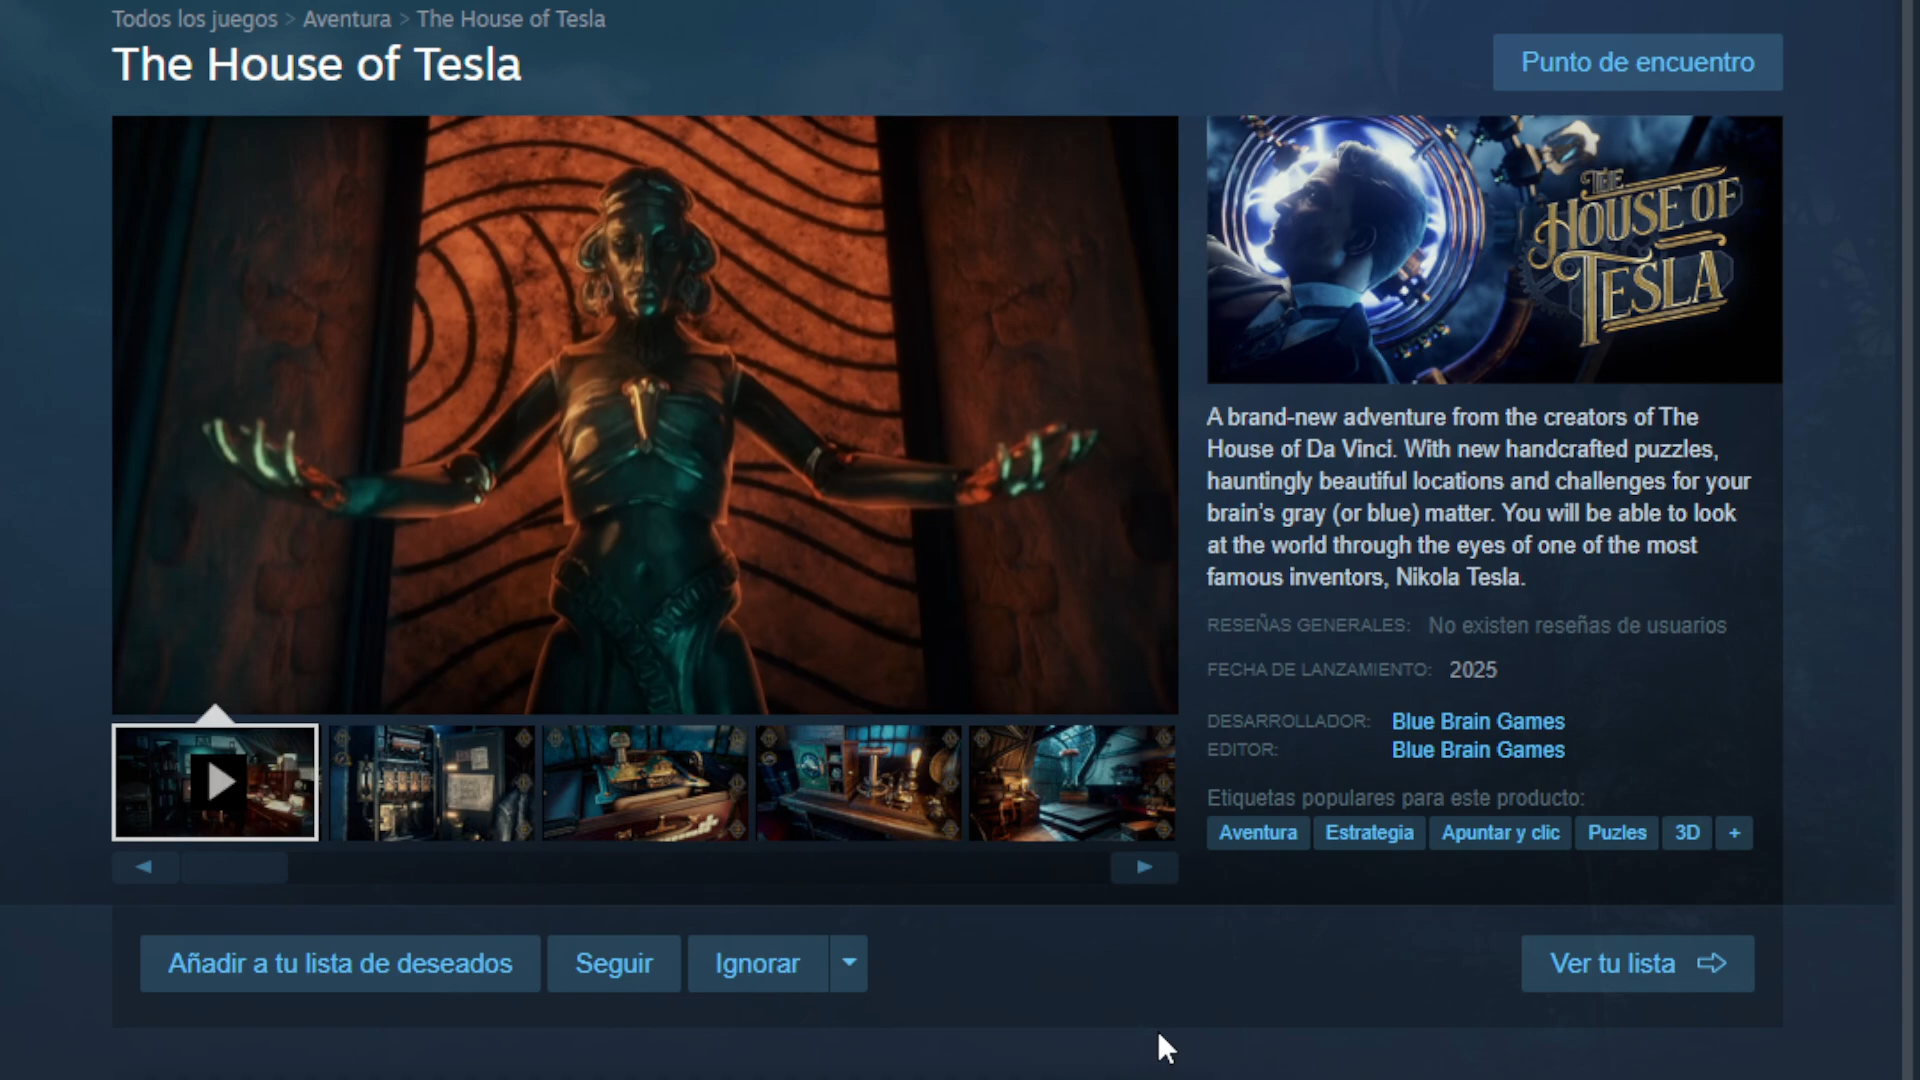 Todos los juegos > Aventura > The House of Tesla
The House of Tesla
Punto de encuentro
THE
HOUSE OF
TESLA
A brand-new adventure from the creators of The
House of Da Vinci. With new handcrafted puzzles,
hauntingly beautiful locations and challenges for your
brain's gray (or blue) matter. You will be able to look
at the world through the eyes of one of the most
famous inventors, Nikola Tesla.
RESEÑAS GENERALES: No existen reseñas de usuarios
FECHA DE LANZAMIENTO: 2025
DESARROLLADOR: Blue Brain Games
EDITOR: Blue Brain Games
Etiquetas populares para este producto:
Aventura Estrategia Apuntar y clic Puzles 3D +
Añadir a tu lista de deseados Seguir Ignorar Ver tu lista